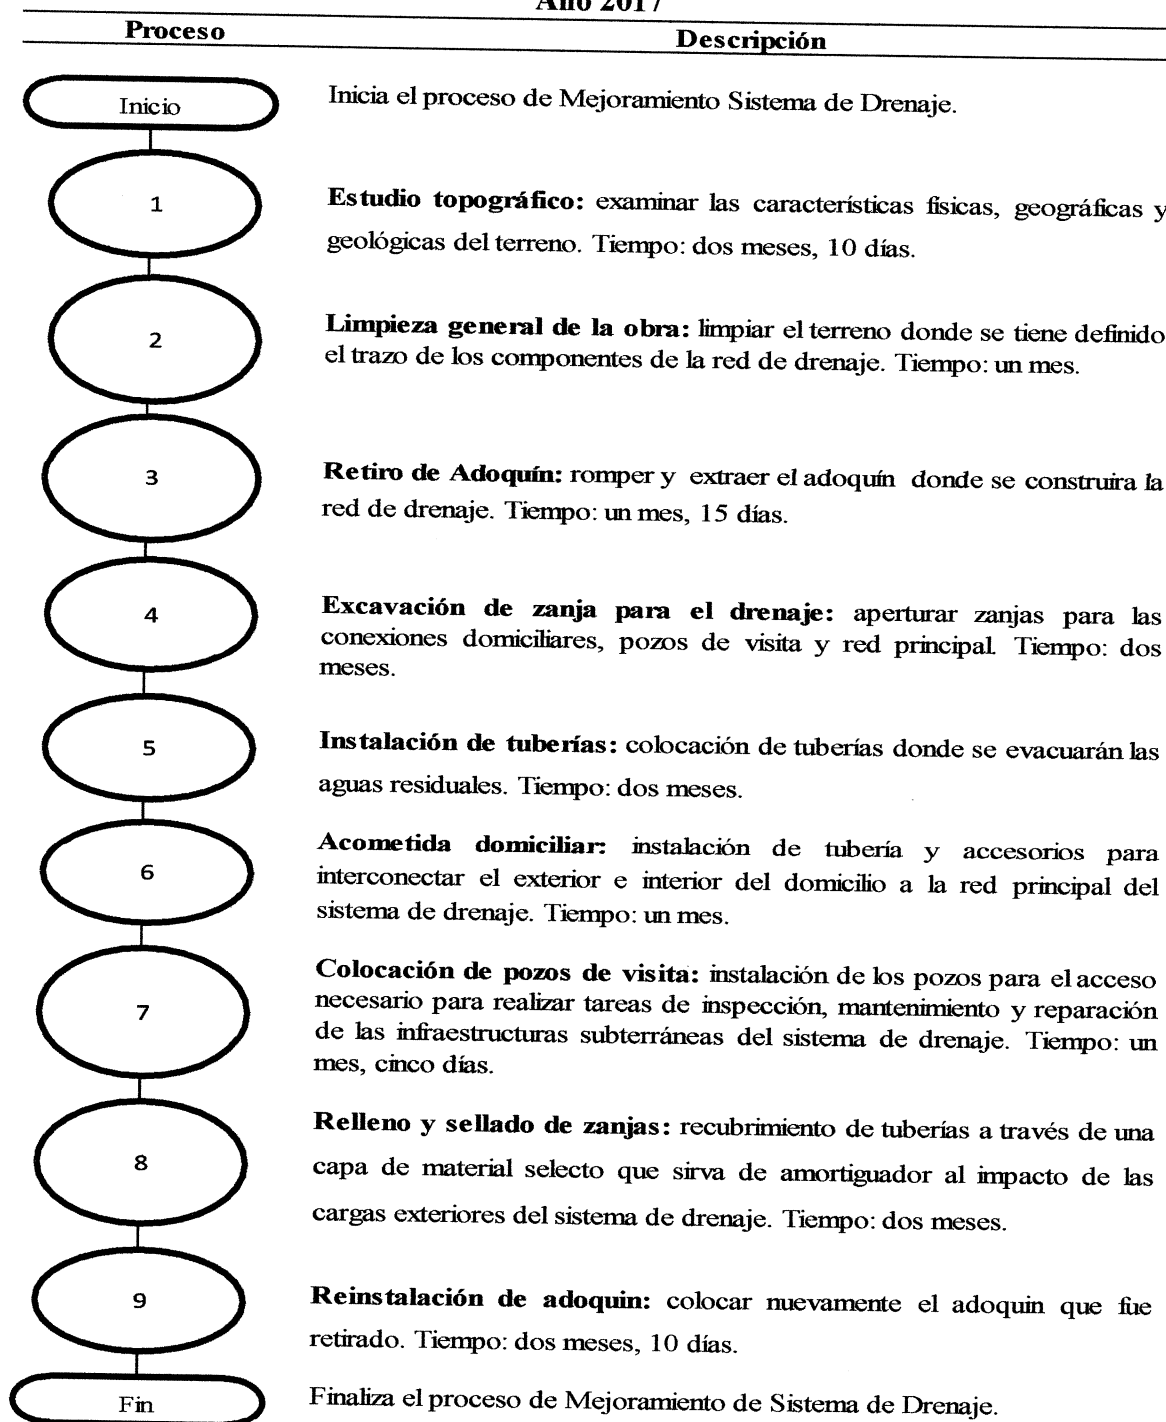 Año 2017
Proceso Descripción
Inicio Inicia el proceso de Mejoramiento Sistema de Drenaje.
1 Estudio topográfico: examinar las características físicas, geográficas y
geológicas del terreno. Tiempo: dos meses, 10 días.
2 Limpieza general de la obra: limpiar el terreno donde se tiene definido
el trazo de los componentes de la red de drenaje. Tiempo: un mes.
3 Retiro de Adoquín: romper y extraer el adoquín donde se construira la
red de drenaje. Tiempo: un mes, 15 días.
4 Excavación de zanja para el drenaje: aperturar zanjas para las
conexiones domiciliares, pozos de visita y red principal. Tiempo: dos
meses.
5 Instalación de tuberías: colocación de tuberías donde se evacuarán las
aguas residuales. Tiempo: dos meses.
6 Acometida domiciliar: instalación de tubería y accesorios para
interconectar el exterior e interior del domicilio a la red principal del
sistema de drenaje. Tiempo: un mes.
7 Colocación de pozos de visita: instalación de los pozos para el acceso
necesario para realizar tareas de inspección, mantenimiento y reparación
de las infraestructuras subterráneas del sistema de drenaje. Tiempo: un
mes, cinco días.
8 Relleno y sellado de zanjas: recubrimiento de tuberías a través de una
capa de material selecto que sirva de amortiguador al impacto de las
cargas exteriores del sistema de drenaje. Tiempo: dos meses.
9 Reinstalación de adoquin: colocar nuevamente el adoquin que fue
retirado. Tiempo: dos meses, 10 días.
Fin Finaliza el proceso de Mejoramiento de Sistema de Drenaje.